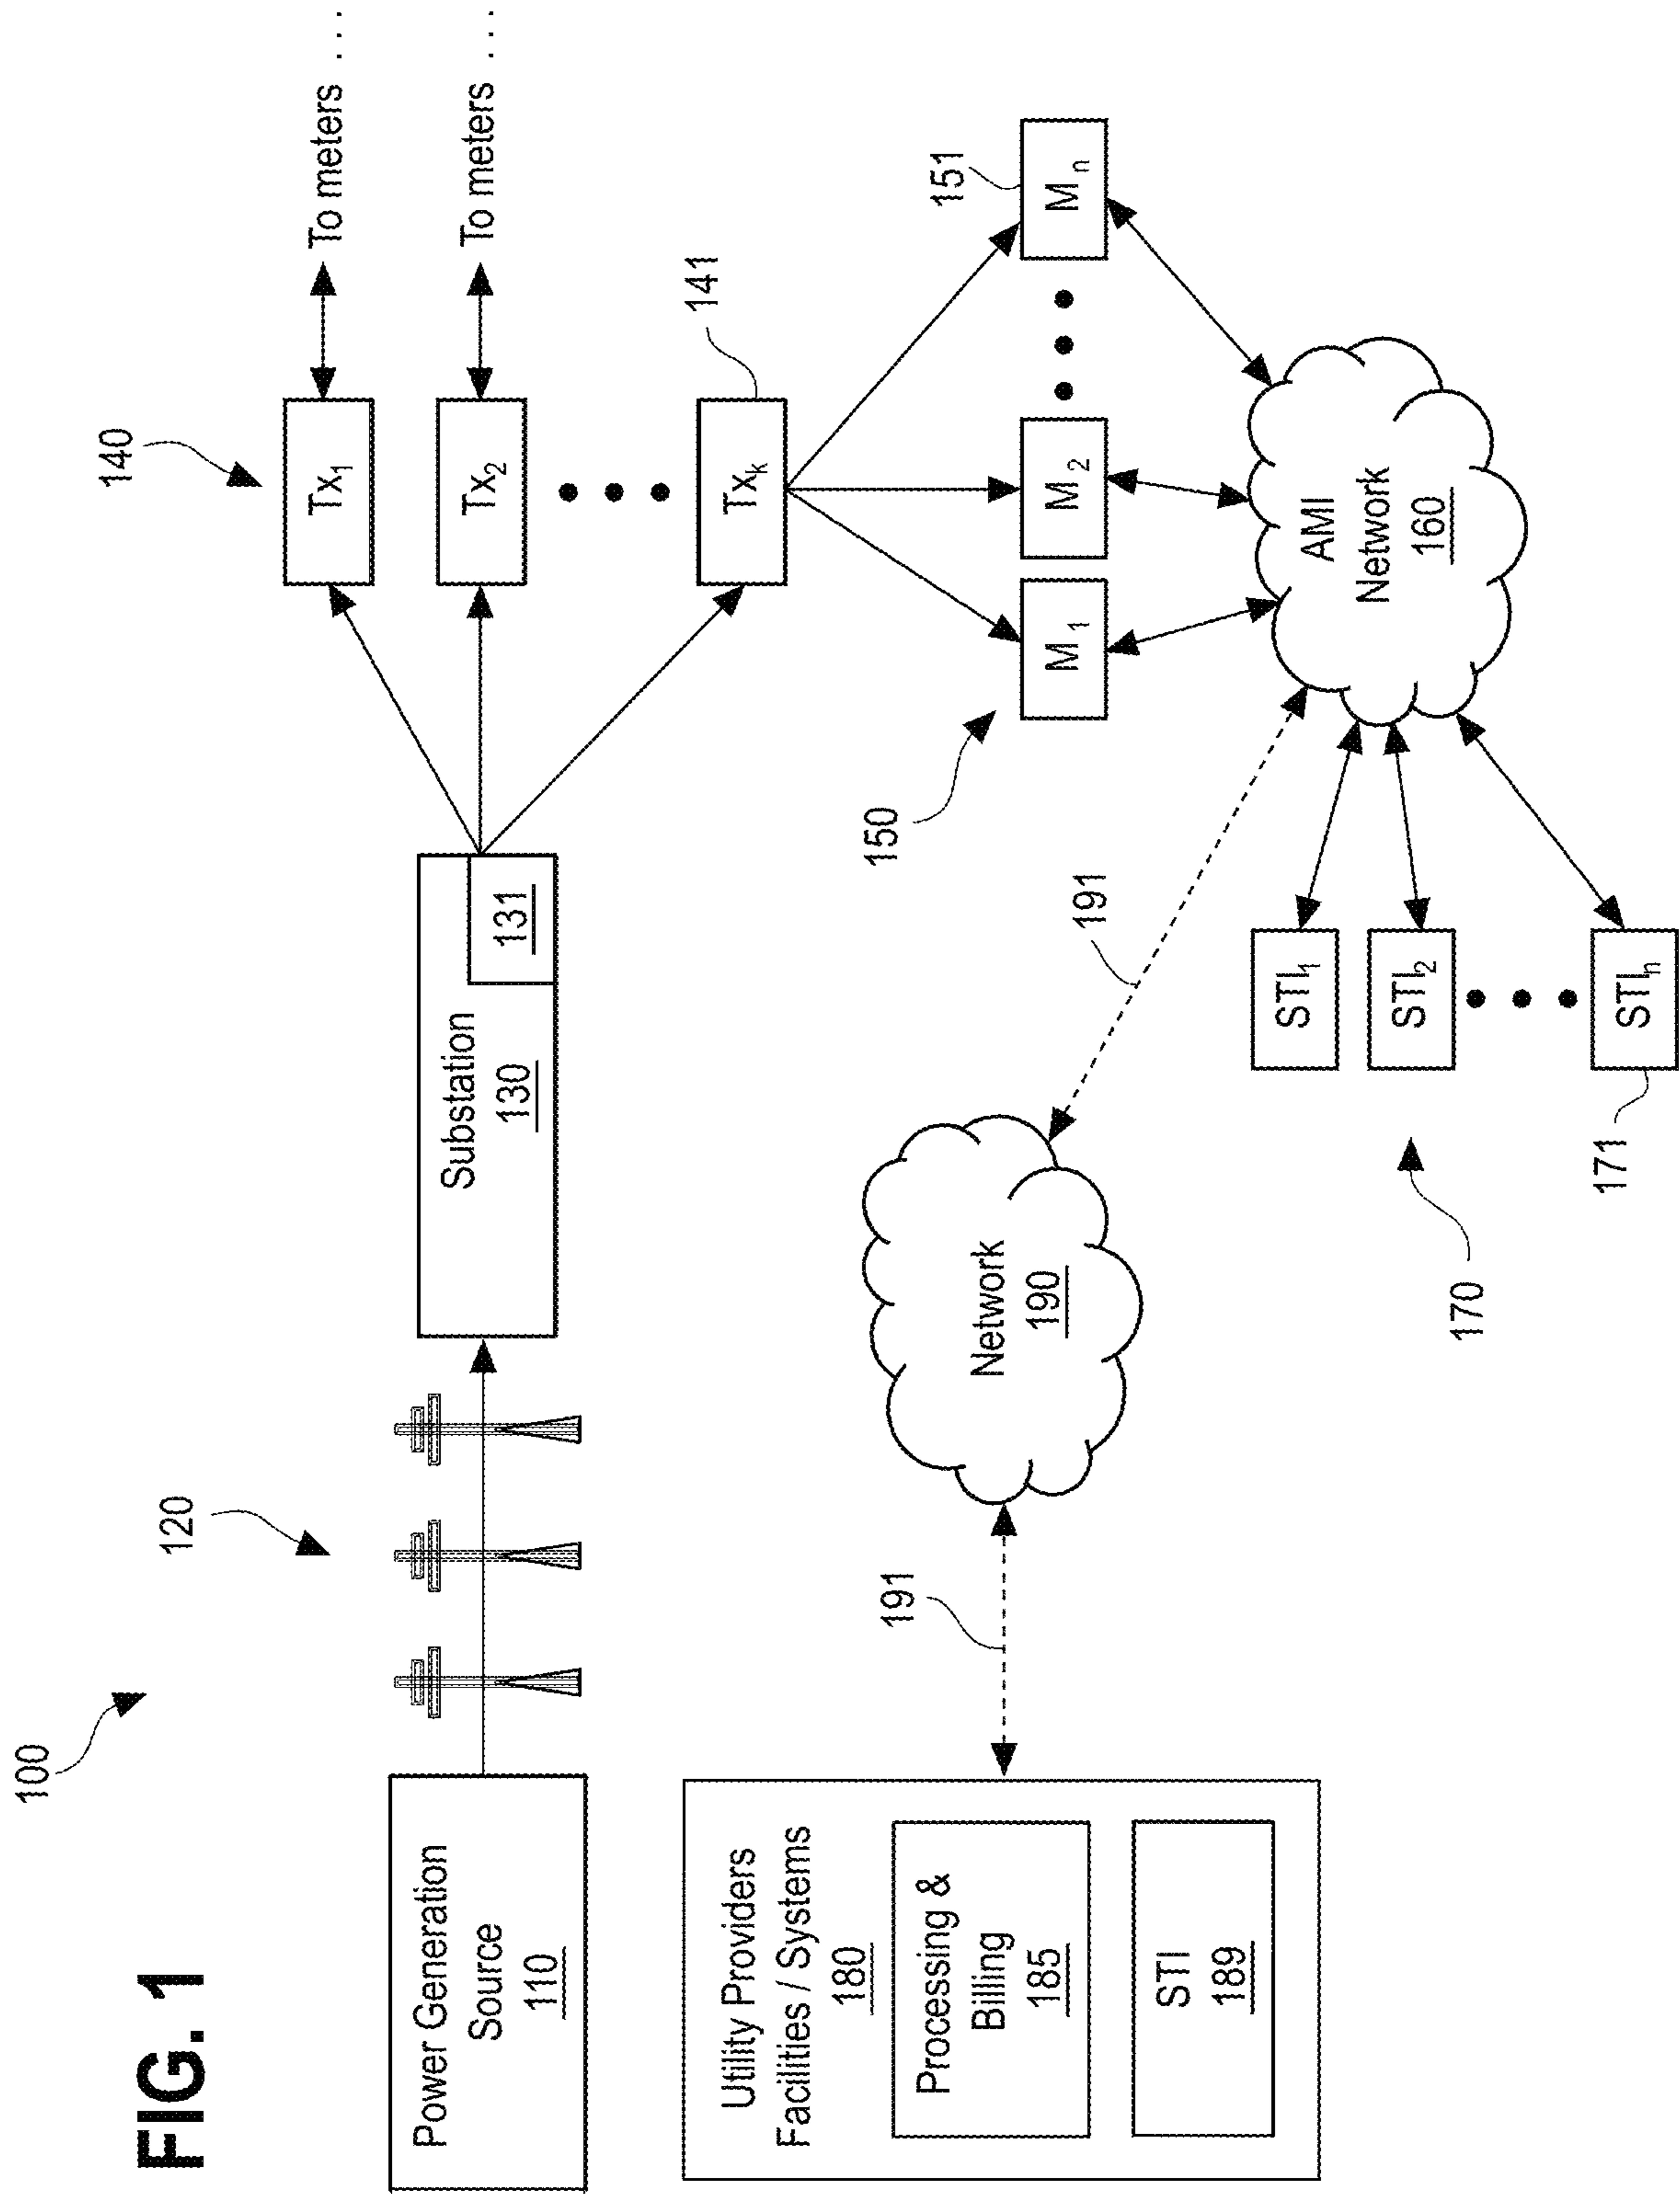 FIG. 1
100
120
140
Power Generation
Source
110
Substation
130
131
Tx1
To meters ...
Tx2
To meters ...
Txk
141
Utility Providers
Facilities / Systems
180
Processing &
Billing
185
STI
189
191
Network
190
191
150
M1
M2
Mn
151
AMI
Network
160
STI1
STI2
STIn
170
171